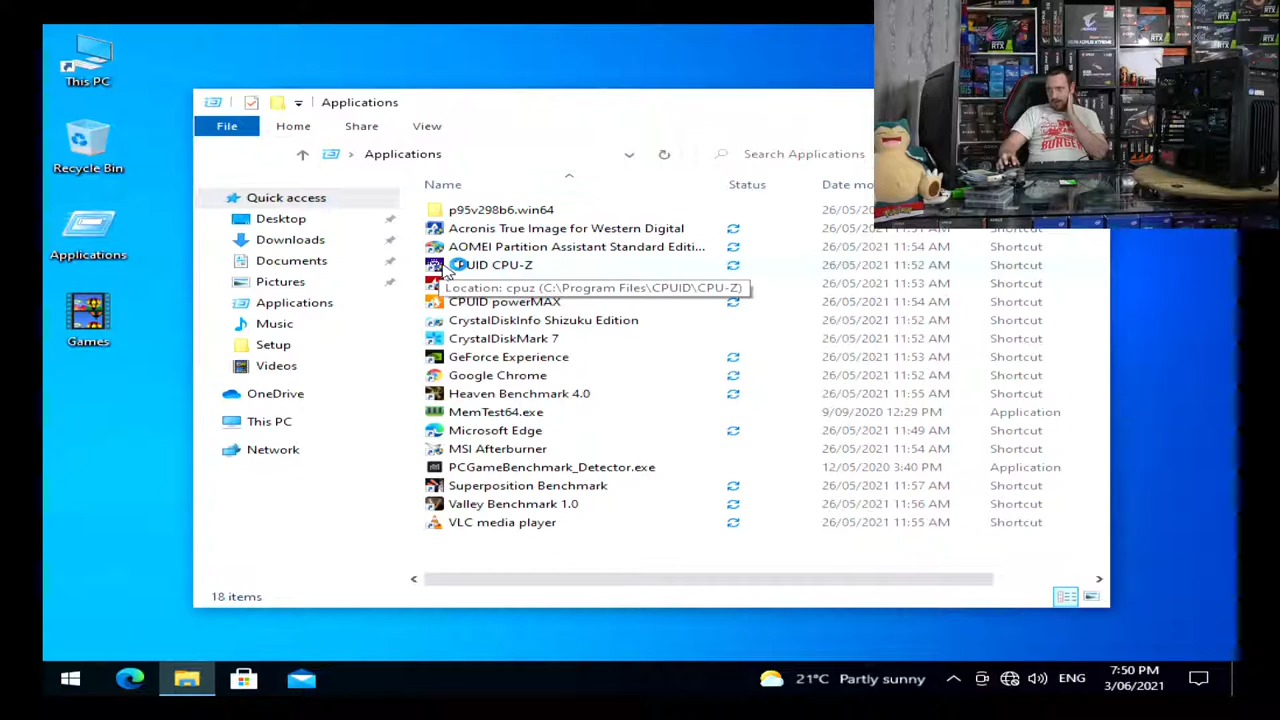 This PC
Recycle Bin
Applications
Games
Applications
File
Home
Share
View
Applications
Search Applications
Quick access
Desktop
Downloads
Documents
Pictures
Applications
Music
Setup
Videos
OneDrive
This PC
Network
Name
Status
Date mo
p95v298b6.win64
26/05/20
Acronis True Image for Western Digital
AOMEI Partition Assistant Standard Editi...
26/05/2021 11:54 AM
Shortcut
PUID CPU-Z
26/05/2021 11:52 AM
Shortcut
Location: cpuz (C:\Program Files\CPUID\CPU-Z)
26/05/2021 11:52 AM
Shortcut
CPUID powerMAX
26/05/2021 11:54 AM
Shortcut
CrystalDiskInfo Shizuku Edition
26/05/2021 11:52 AM
Shortcut
CrystalDiskMark 7
26/05/2021 11:52 AM
Shortcut
GeForce Experience
26/05/2021 11:53 AM
Shortcut
Google Chrome
26/05/2021 11:52 AM
Shortcut
Heaven Benchmark 4.0
26/05/2021 11:53 AM
Shortcut
MemTest64.exe
9/09/2020 12:29 PM
Application
Microsoft Edge
26/05/2021 11:49 AM
Shortcut
MSI Afterburner
26/05/2021 11:54 AM
Shortcut
PCGameBenchmark_Detector.exe
12/05/2020 3:40 PM
Application
Superposition Benchmark
26/05/2021 11:57 AM
Shortcut
Valley Benchmark 1.0
26/05/2021 11:56 AM
Shortcut
VLC media player
26/05/2021 11:55 AM
Shortcut
18 items
21°C Partly sunny
ENG
7:50 PM
3/06/2021
BURGER
RTX